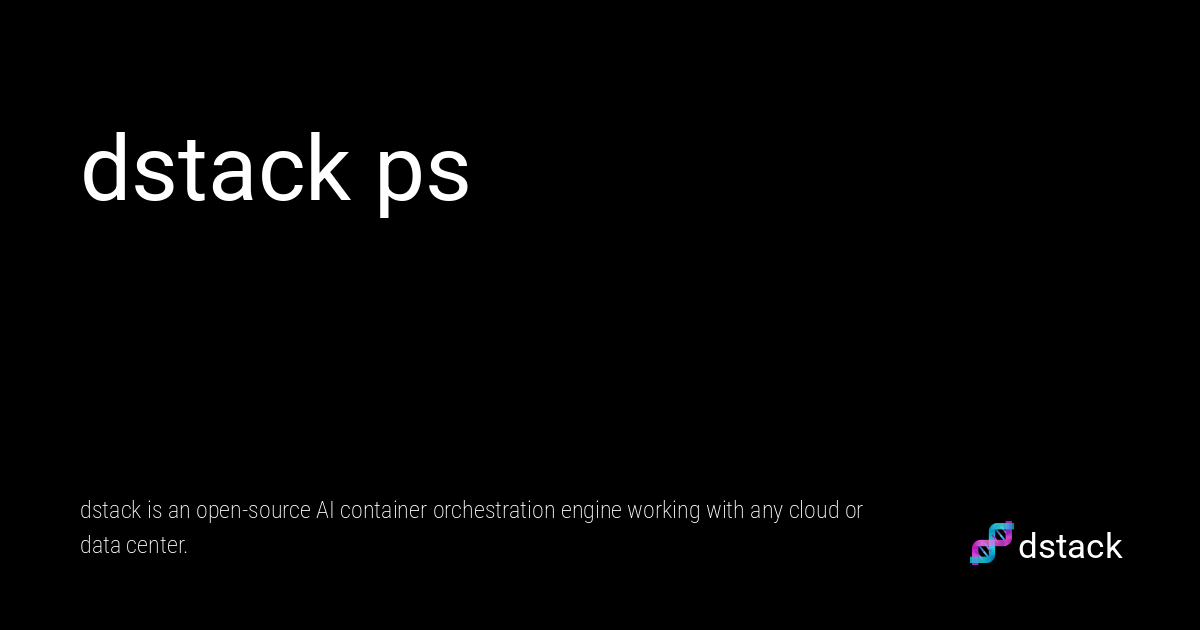 dstack ps
dstack is an open-source AI container orchestration engine working with any cloud or
data center.
dstack